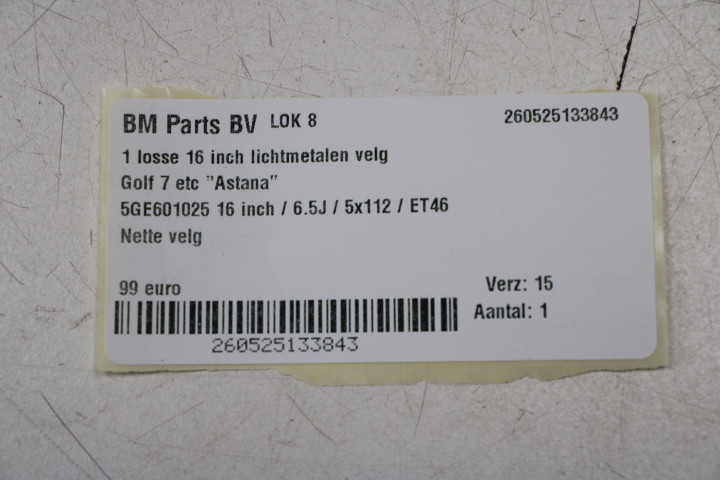 BM Parts BV LOK 8 260525133843
1 losse 16 inch lichtmetalen velg
Golf 7 etc "Astana"
5GE601025 16 inch / 6.5J / 5x112 / ET46
Nette velg
99 euro Verz: 15
Aantal: 1
260525133843